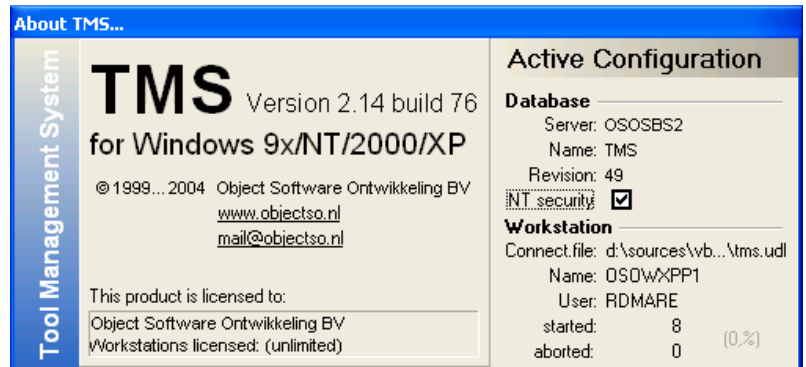 About TMS...
Tool Management System
TMS Version 2.14 build 76
for Windows 9x/NT/2000/XP
©1999...2004 Object Software Ontwikkeling BV
www.objectso.nl
mail@objectso.nl
This product is licensed to:
Object Software Ontwikkeling BV
Workstations licensed: (unlimited)
Active Configuration
Database
Server: OSOSBS2
Name: TMS
Revision: 49
NT security
Workstation
Connect.file: d:\sources\vb...\tms.udl
Name: OSOWXPP1
User: RDMARE
started: 8
(0,%)
aborted: 0